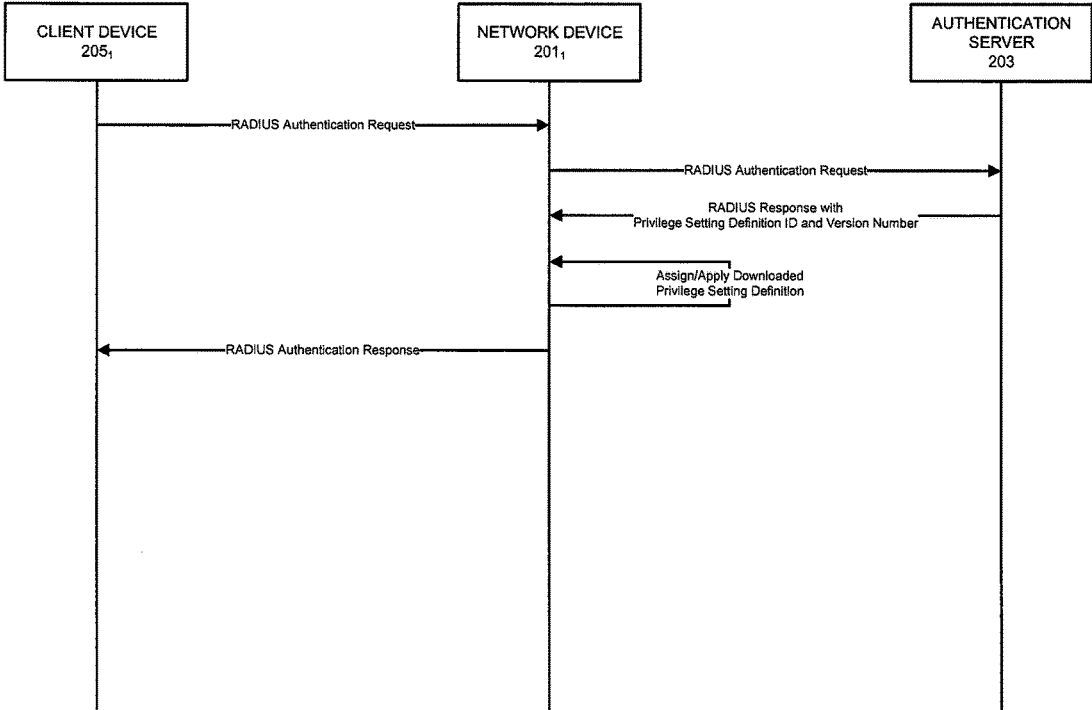 CLIENT DEVICE
205₁
NETWORK DEVICE
201₁
AUTHENTICATION
SERVER
203
RADIUS Authentication Request
RADIUS Authentication Request
RADIUS Response with
Privilege Setting Definition ID and Version Number
Assign/Apply Downloaded
Privilege Setting Definition
RADIUS Authentication Response